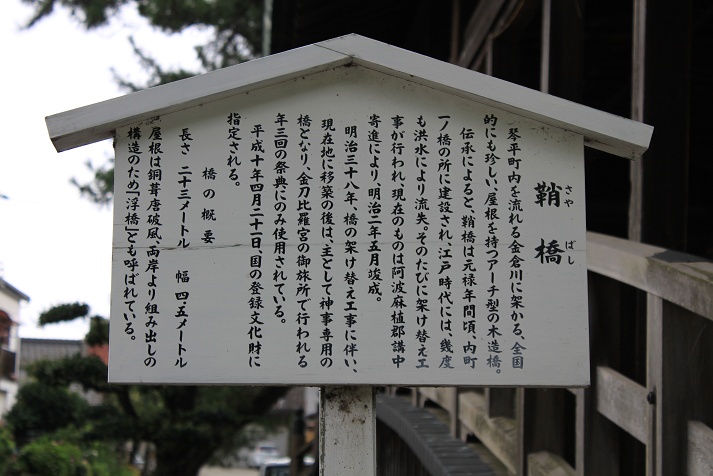 鞘橋
さや ばし
琴平町内を流れる金倉川に架かる、全国
的にも珍しい、屋根を持つアーチ型の木造橋。
伝承によると、鞘橋は元禄年間頃、内町
一ノ橋の所に建設され、江戸時代には、幾度
も洪水により流失。そのたびに架け替え工
事が行われ、現在のものは阿波麻植郡講中
寄進により、明治二年五月竣成。
明治三十八年、橋の架け替え工事に伴い、
現在地に移築の後は、主として神事専用の
橋となり、金刀比羅宮の御旅所で行われる
年三回の祭典にのみ使用されている。
平成十年四月二十一日、国の登録文化財に
指定される。
橋の概要
長さ 二十三メートル 幅 四・五メートル
屋根は銅葺唐破風、両岸より組み出しの
構造のため「浮橋」とも呼ばれている。